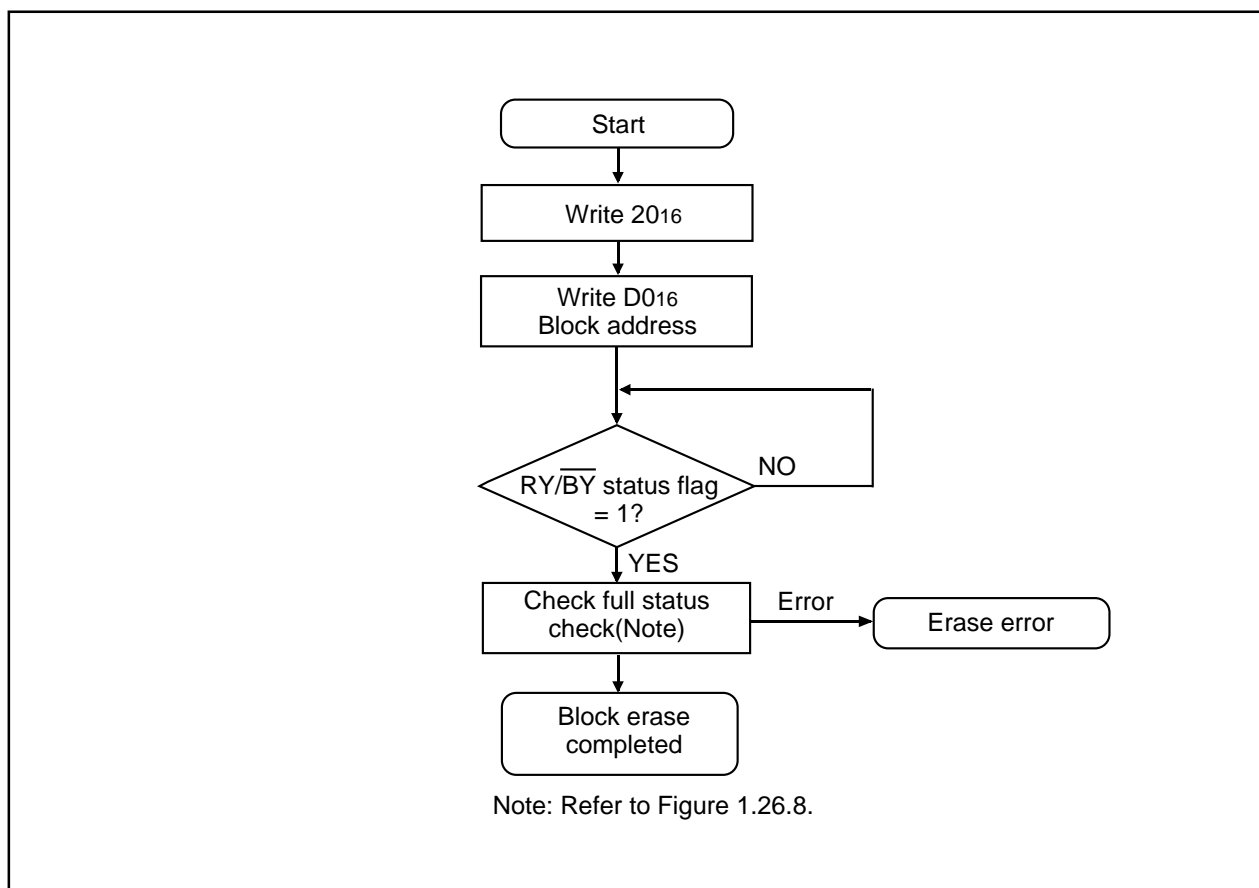 Start
Write 2016
Write D016
Block address
RY/B̅Y̅ status flag
= 1?
NO
YES
Check full status
check(Note)
Error
Erase error
Block erase
completed
Note: Refer to Figure 1.26.8.